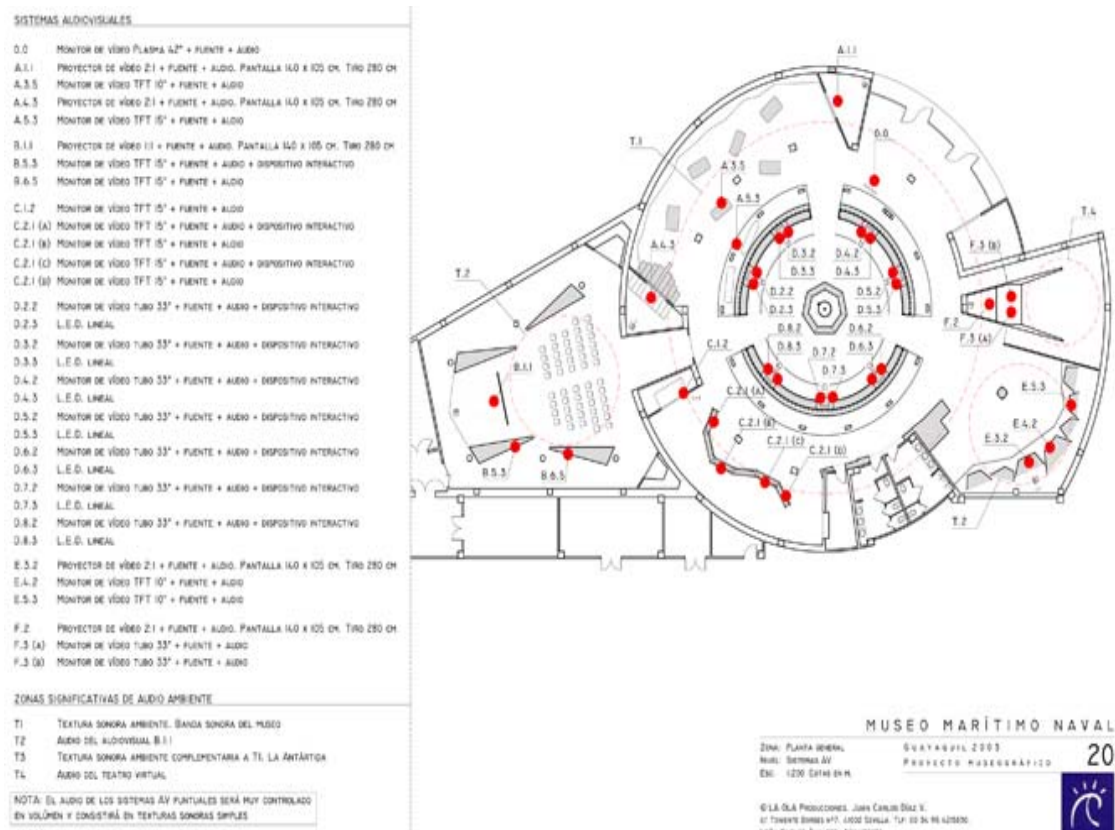 SISTEMAS AUDIOVISUALES
D.0 MONITOR DE VÍDEO PLASMA 42" + FUENTE + AUDIO
A.1.1 PROYECTOR DE VÍDEO 2:1 + FUENTE + AUDIO. PANTALLA 140 X 105 CM. TIRO 280 CM
A.3.5 MONITOR DE VÍDEO TFT 10" + FUENTE + AUDIO
A.4.3 PROYECTOR DE VÍDEO 2:1 + FUENTE + AUDIO. PANTALLA 140 X 105 CM. TIRO 280 CM
A.5.3 MONITOR DE VÍDEO TFT 15" + FUENTE + AUDIO
B.1.1 PROYECTOR DE VÍDEO 1:1 + FUENTE + AUDIO. PANTALLA 140 X 105 CM. TIRO 280 CM
B.5.3 MONITOR DE VÍDEO TFT 15" + FUENTE + AUDIO + DISPOSITIVO INTERACTIVO
B.6.5 MONITOR DE VÍDEO TFT 15" + FUENTE + AUDIO
C.1.2 MONITOR DE VÍDEO TFT 15" + FUENTE + AUDIO
C.2.1 (A) MONITOR DE VÍDEO TFT 15" + FUENTE + AUDIO + DISPOSITIVO INTERACTIVO
C.2.1 (B) MONITOR DE VÍDEO TFT 15" + FUENTE + AUDIO
C.2.1 (C) MONITOR DE VÍDEO TFT 15" + FUENTE + AUDIO + DISPOSITIVO INTERACTIVO
C.2.1 (D) MONITOR DE VÍDEO TFT 15" + FUENTE + AUDIO
D.2.2 MONITOR DE VÍDEO TUBO 33" + FUENTE + AUDIO + DISPOSITIVO INTERACTIVO
D.2.3 L.E.D. LINEAL
D.3.2 MONITOR DE VÍDEO TUBO 33" + FUENTE + AUDIO + DISPOSITIVO INTERACTIVO
D.3.3 L.E.D. LINEAL
D.4.2 MONITOR DE VÍDEO TUBO 33" + FUENTE + AUDIO + DISPOSITIVO INTERACTIVO
D.4.3 L.E.D. LINEAL
D.5.2 MONITOR DE VÍDEO TUBO 33" + FUENTE + AUDIO + DISPOSITIVO INTERACTIVO
D.5.3 L.E.D. LINEAL
D.6.2 MONITOR DE VÍDEO TUBO 33" + FUENTE + AUDIO + DISPOSITIVO INTERACTIVO
D.6.3 L.E.D. LINEAL
D.7.2 MONITOR DE VÍDEO TUBO 33" + FUENTE + AUDIO + DISPOSITIVO INTERACTIVO
D.7.3 L.E.D. LINEAL
D.8.2 MONITOR DE VÍDEO TUBO 33" + FUENTE + AUDIO + DISPOSITIVO INTERACTIVO
D.8.3 L.E.D. LINEAL
E.3.2 PROYECTOR DE VÍDEO 2:1 + FUENTE + AUDIO. PANTALLA 140 X 105 CM. TIRO 280 CM
E.4.2 MONITOR DE VÍDEO TFT 10" + FUENTE + AUDIO
E.5.3 MONITOR DE VÍDEO TFT 10" + FUENTE + AUDIO
F.2 PROYECTOR DE VÍDEO 2:1 + FUENTE + AUDIO. PANTALLA 140 X 105 CM. TIRO 280 CM
F.3 (A) MONITOR DE VÍDEO TUBO 33" + FUENTE + AUDIO
F.3 (B) MONITOR DE VÍDEO TUBO 33" + FUENTE + AUDIO
ZONAS SIGNIFICATIVAS DE AUDIO AMBIENTE
T1 TEXTURA SONORA AMBIENTE. BANDA SONORA DEL MUSEO
T2 AUDIO DEL AUDIOVISUAL B.1.1
T3 TEXTURA SONORA AMBIENTE COMPLEMENTARIA A T1. LA ANTÁRTIDA
T4 AUDIO DEL TEATRO VIRTUAL
NOTA: EL AUDIO DE LOS SISTEMAS AV PUNTUALES SERÁ MUY CONTROLADO
EN VOLÚMEN Y CONSISTIRÁ EN TEXTURAS SONORAS SIMPLES
A.1.1
T.1
D.0
A.3.5
A.5.3
T.4
F.3 (B)
A.4.3
D.3.2
D.3.3
D.4.2
D.4.3
T.2
D.2.2
D.2.3
D.5.2
D.5.3
F.2
F.3 (A)
D.8.2
D.8.3
D.6.2
D.6.3
D.7.2
D.7.3
C.1.2
B.1.1
C.2.1 (A)
C.2.1 (B)
C.2.1 (C)
C.2.1 (D)
E.5.3
E.4.2
E.3.2
B.5.3
B.6.5
T.2
MUSEO MARÍTIMO NAVAL
ZONA: PLANTA GENERAL
NIVEL: SISTEMAS AV
ESC: 1:200 COTAS EN M.
GUAYAQUIL 2003
PROYECTO MUSEOGRÁFICO
20
© LA OLA PRODUCCIONES. JUAN CARLOS DÍAZ V.